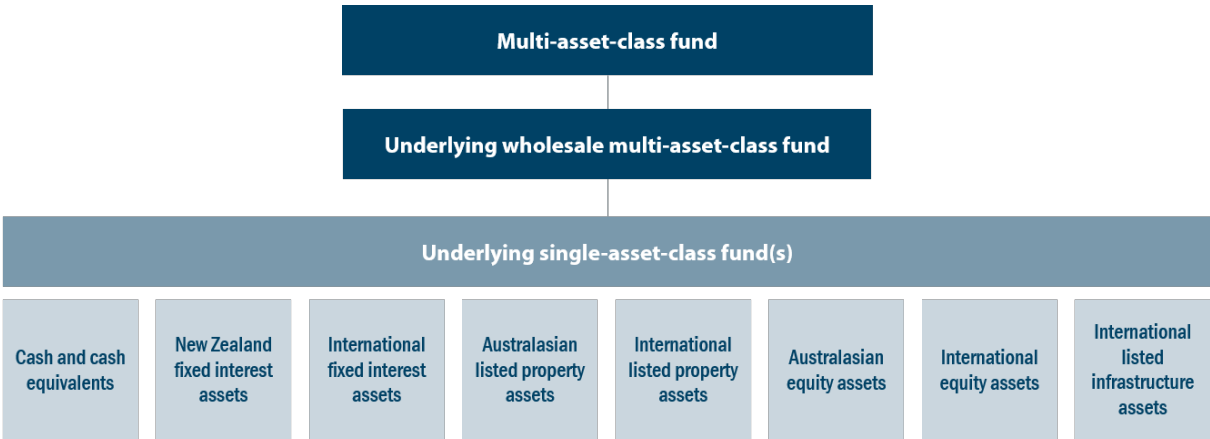 Multi-asset-class fund
Underlying wholesale multi-asset-class fund
Underlying single-asset-class fund(s)
Cash and cash
equivalents
New Zealand
fixed interest
assets
International
fixed interest
assets
Australasian
listed property
assets
International
listed property
assets
Australasian
equity assets
International
equity assets
International
listed
infrastructure
assets